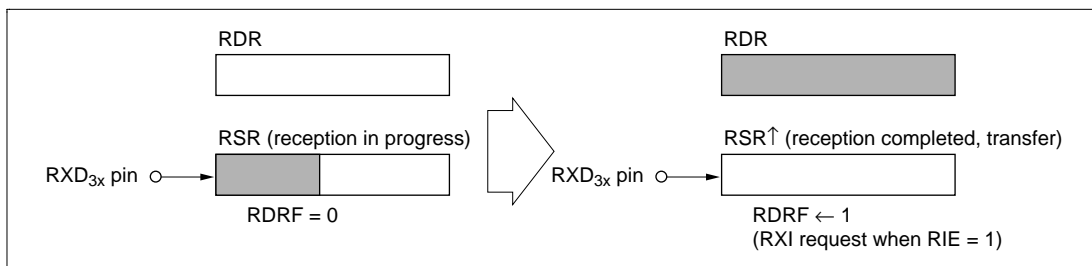 RDR
RSR (reception in progress)
RXD3x pin
RDRF = 0
RDR
RSR↑ (reception completed, transfer)
RXD3x pin
RDRF ← 1
(RXI request when RIE = 1)